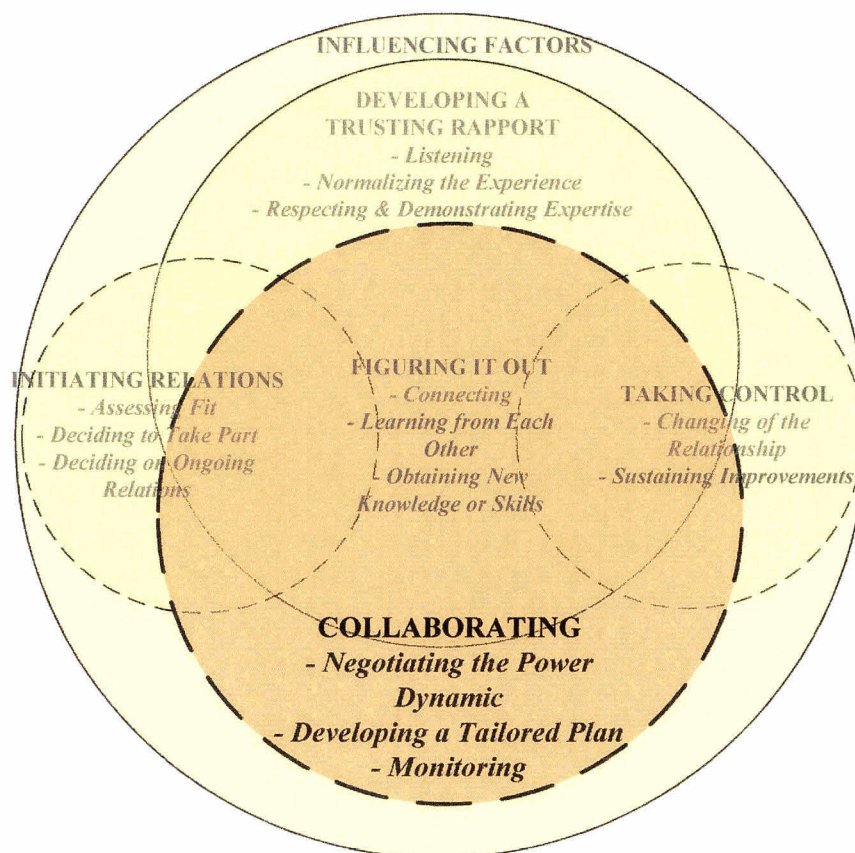 INFLUENCING FACTORS
DEVELOPING A
TRUSTING RAPPORT
- Listening
- Normalizing the Experience
- Respecting & Demonstrating Expertise
INITIATING RELATIONS
- Assessing Fit
- Deciding to Take Part
- Deciding on Ongoing
Relations
FIGURING IT OUT
- Connecting
- Learning from Each
Other
- Obtaining New
Knowledge or Skills
TAKING CONTROL
- Changing of the
Relationship
- Sustaining Improvements
COLLABORATING
- Negotiating the Power
Dynamic
- Developing a Tailored Plan
- Monitoring